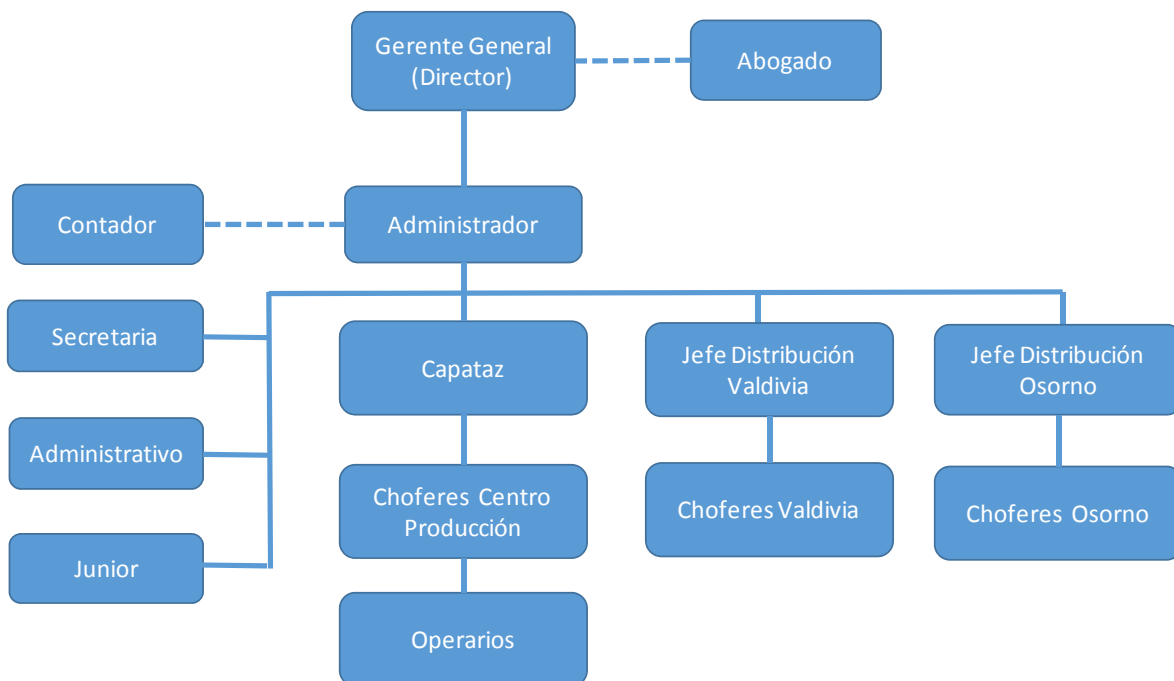 Gerente General
(Director)
Abogado
Contador
Administrador
Secretaria
Capataz
Jefe Distribución
Valdivia
Jefe Distribución
Osorno
Administrativo
Choferes Centro
Producción
Choferes Valdivia
Choferes Osorno
Junior
Operarios